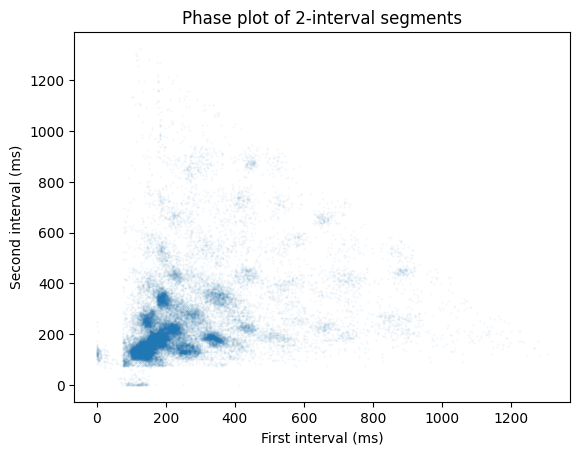 Phase plot of 2-interval segments
1200
1000
800
600
400
200
0
Second interval (ms)
0 200 400 600 800 1000 1200
First interval (ms)